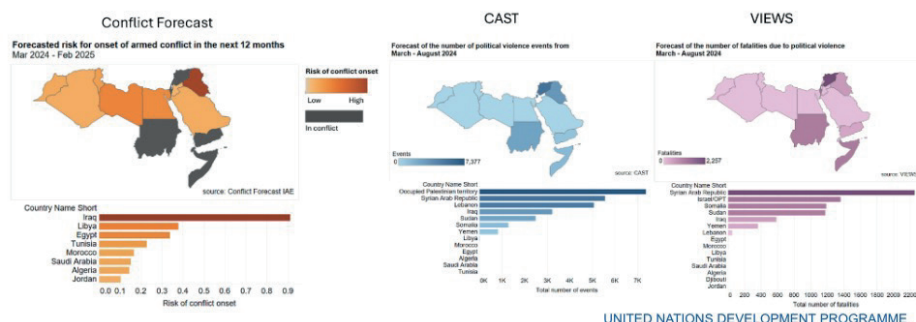 Conflict Forecast
Forecasted risk for onset of armed conflict in the next 12 months
Mar 2024 - Feb 2025
Risk of conflict onset
Low High
In conflict
source: Conflict Forecast IAE
Country Name Short
Iraq
Libya
Egypt
Tunisia
Morocco
Saudi Arabia
Algeria
Jordan
0.0 0.1 0.2 0.3 0.4 0.5 0.6 0.7 0.8 0.9
Risk of conflict onset
CAST
Forecast of the number of political violence events from
March - August 2024
Events
0 7,377
source: CAST
Country Name Short
Occupied Palestinian territory
Syrian Arab Republic
Lebanon
Iraq
Sudan
Somalia
Yemen
Libya
Morocco
Egypt
Algeria
Saudi Arabia
Tunisia
0K 1K 2K 3K 4K 5K 6K 7K
Total number of events
VIEWS
Forecast of the number of fatalities due to political violence
March - August 2024
Fatalities
0 2,257
source: VIEWS
Country Name Short
Syrian Arab Republic
Israel/OPT
Somalia
Sudan
Iraq
Yemen
Lebanon
Egypt
Morocco
Libya
Tunisia
Saudi Arabia
Algeria
Djibouti
Jordan
0 200 400 600 800 1000 1200 1400 1600 1800 2000 2200
Total number of fatalities
UNITED NATIONS DEVELOPMENT PROGRAMME